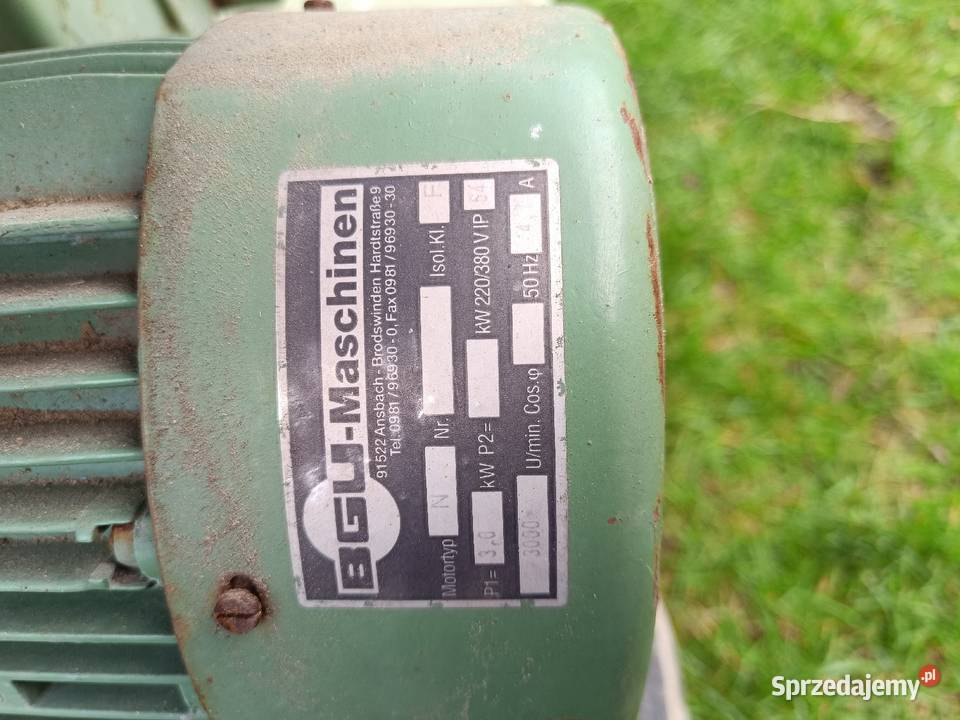 BGU-Maschinen
91522 Ansbach - Brodswinden Hardtstraße 9
Tel. 0981/96930-0, Fax 0981/96930-30
Motortyp N Nr. Isol.Kl. F
P1= 3,0 kW P2= kW 220/380 V IP 54
3000 U/min. Cos.φ 50 Hz A
Sprzedajemy.pl